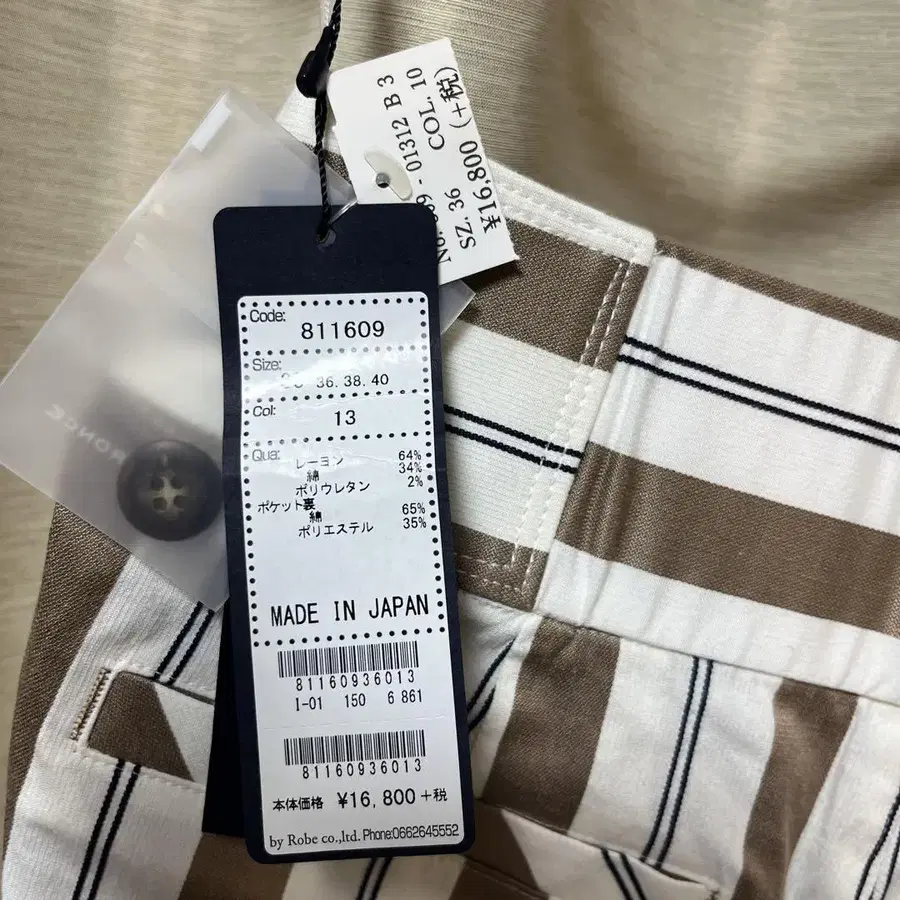 - 01312 B 3
SZ. 36 COL. 10
¥16,800 (+税)
Code:
811609
Size:
36. 38. 40
Col:
13
Qua:
レーヨン 64%
綿 34%
ポリウレタン 2%
ポケット裏
綿 65%
ポリエステル 35%
MADE IN JAPAN
81160936013
I-01 150 6 861
81160936013
本体価格 ¥16,800+税
by Robe co.,ltd. Phone:0662645552